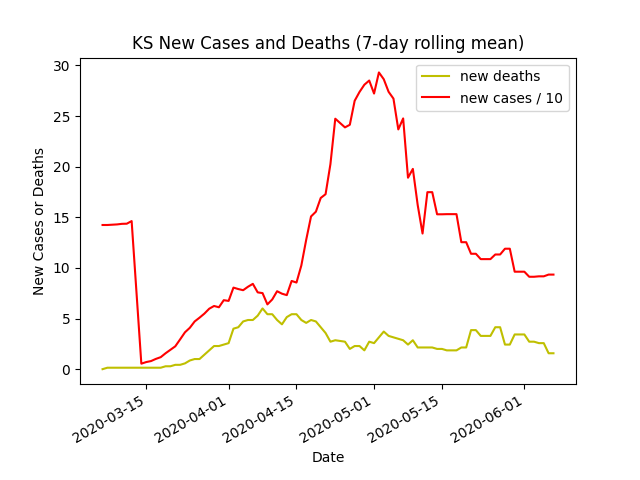 KS New Cases and Deaths (7-day rolling mean)
new deaths
new cases / 10
30
25
20
15
10
5
0
New Cases or Deaths
2020-03-15
2020-04-01
2020-04-15
2020-05-01
2020-05-15
2020-06-01
Date